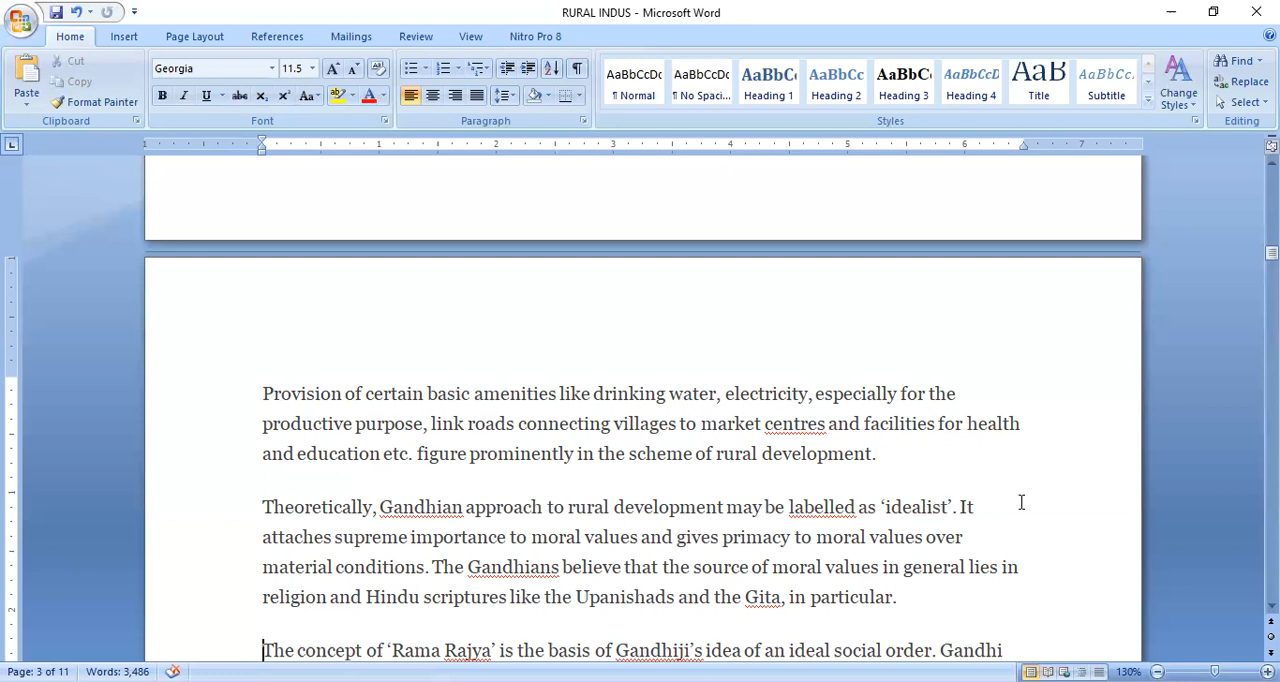 RURAL INDUS - Microsoft Word
Home Insert Page Layout References Mailings Review View Nitro Pro 8
Paste Cut Copy Format Painter
Clipboard
Georgia 11.5
Font
Paragraph
AaBbCcDc AaBbCcDc AaBbC( AaBbCc AaBbC( AaBbCcD AaB AaBbCc.
¶ Normal ¶ No Spaci... Heading 1 Heading 2 Heading 3 Heading 4 Title Subtitle
Styles
Change Styles
Find Replace Select
Editing
1 1 2 3 4 5 6 7
Provision of certain basic amenities like drinking water, electricity, especially for the
productive purpose, link roads connecting villages to market centres and facilities for health
and education etc. figure prominently in the scheme of rural development.
Theoretically, Gandhian approach to rural development may be labelled as ‘idealist’. It
attaches supreme importance to moral values and gives primacy to moral values over
material conditions. The Gandhians believe that the source of moral values in general lies in
religion and Hindu scriptures like the Upanishads and the Gita, in particular.
The concept of ‘Rama Rajya’ is the basis of Gandhiji’s idea of an ideal social order. Gandhi
Page: 3 of 11 Words: 3,486 130%